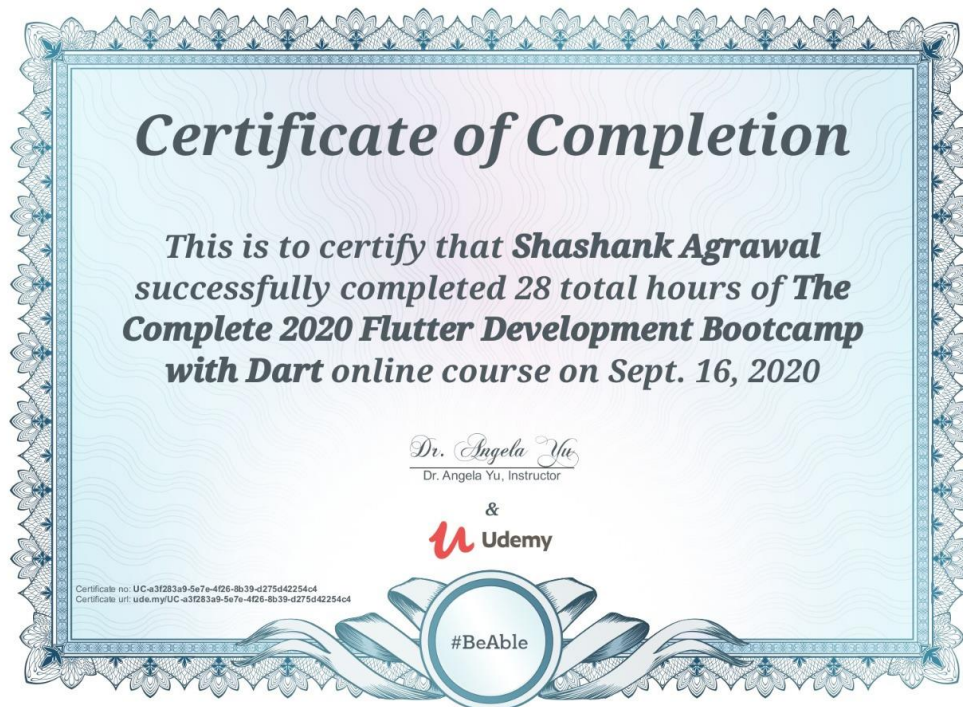 Certificate of Completion
This is to certify that Shashank Agrawal
successfully completed 28 total hours of The
Complete 2020 Flutter Development Bootcamp
with Dart online course on Sept. 16, 2020
Dr. Angela Yu
Dr. Angela Yu, Instructor
&
Udemy
Certificate no: UC-a3f283a9-5e7e-4f26-8b39-d275d42254c4
Certificate url: ude.my/UC-a3f283a9-5e7e-4f26-8b39-d275d42254c4
#BeAble